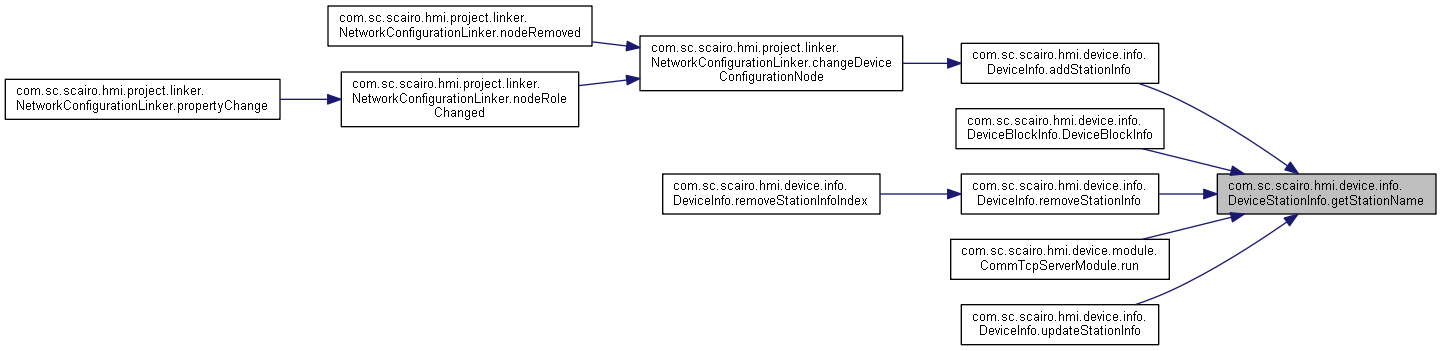 com.sc.scairo.hmi.project.linker.
NetworkConfigurationLinker.nodeRemoved
com.sc.scairo.hmi.project.linker.
NetworkConfigurationLinker.changeDevice
ConfigurationNode
com.sc.scairo.hmi.device.info.
DeviceInfo.addStationInfo
com.sc.scairo.hmi.project.linker.
NetworkConfigurationLinker.propertyChange
com.sc.scairo.hmi.project.linker.
NetworkConfigurationLinker.nodeRole
Changed
com.sc.scairo.hmi.device.info.
DeviceBlockInfo.DeviceBlockInfo
com.sc.scairo.hmi.device.info.
DeviceInfo.removeStationInfoIndex
com.sc.scairo.hmi.device.info.
DeviceInfo.removeStationInfo
com.sc.scairo.hmi.device.info.
DeviceStationInfo.getStationName
com.sc.scairo.hmi.device.module.
CommTcpServerModule.run
com.sc.scairo.hmi.device.info.
DeviceInfo.updateStationInfo